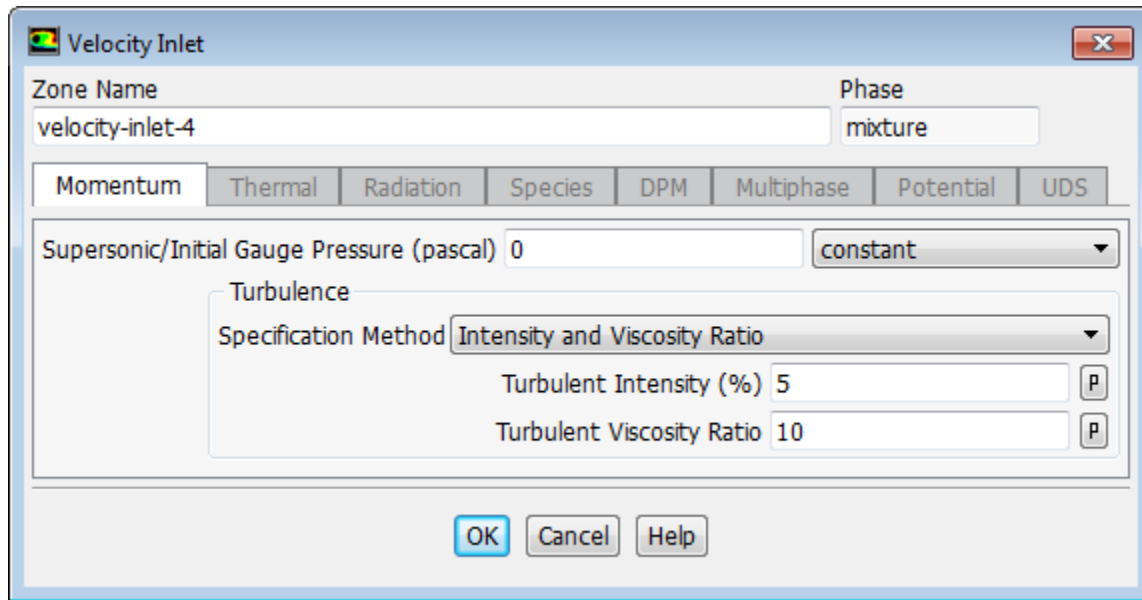 Velocity Inlet
Zone Name Phase
velocity-inlet-4 mixture
Momentum Thermal Radiation Species DPM Multiphase Potential UDS
Supersonic/Initial Gauge Pressure (pascal) 0 constant
Turbulence
Specification Method Intensity and Viscosity Ratio
Turbulent Intensity (%) 5 P
Turbulent Viscosity Ratio 10 P
OK Cancel Help